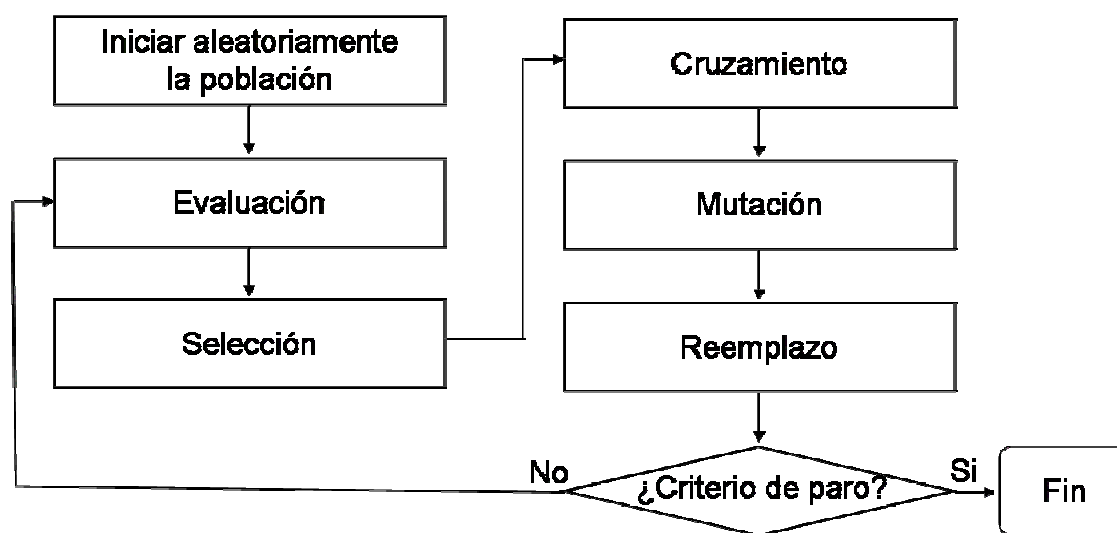 Iniciar aleatoriamente
la población
Evaluación
Selección
Cruzamiento
Mutación
Reemplazo
¿Criterio de paro?
No
Si
Fin